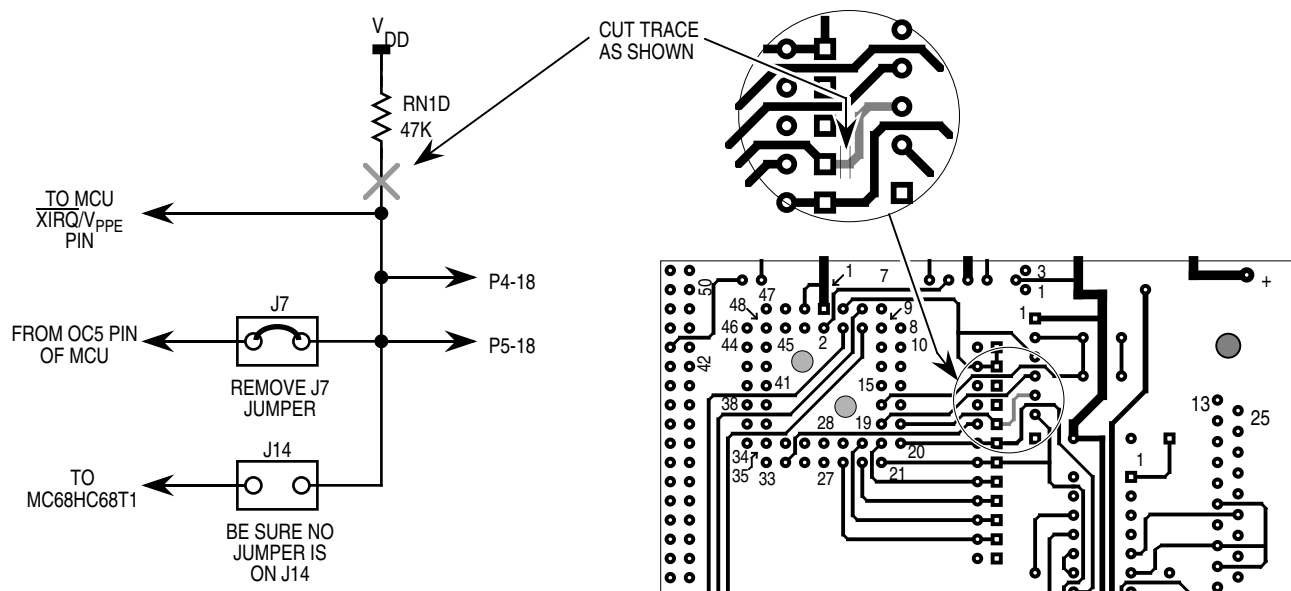 V
DD
RN1D
47K
CUT TRACE
AS SHOWN
TO MCU
XIRQ/VPPE
PIN
P4-18
J7
FROM OC5 PIN
OF MCU
P5-18
REMOVE J7
JUMPER
J14
TO
MC68HC68T1
BE SURE NO
JUMPER IS
ON J14
50
47
1
7
3
1
+
48
9
1
46
45
2
8
44
10
42
41
15
38
13
25
28
19
34
20
1
35
33
27
21